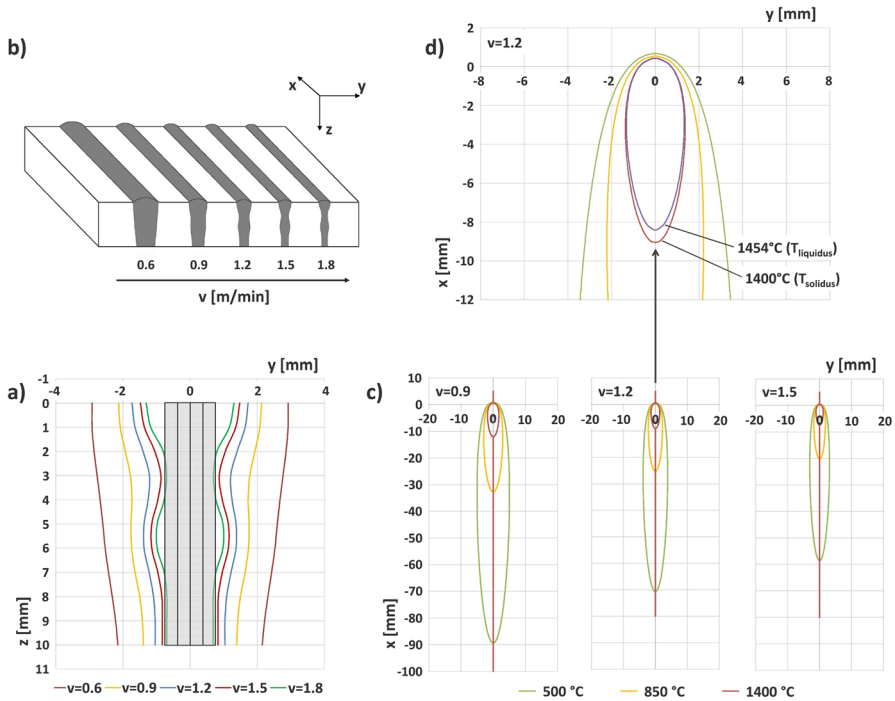 b)
x
y
z
0.6 0.9 1.2 1.5 1.8
v [m/min]
d)
y [mm]
v=1.2
2
0
-8 -6 -4 -2 0 2 4 6 8
-2
-4
-6
-8
-10
-12
x [mm]
1454°C (Tliquidus)
1400°C (Tsolidus)
a)
y [mm]
-4 -2 0 2 4
-1
0
1
2
3
4
5
6
7
8
9
10
11
z [mm]
v=0.6 v=0.9 v=1.2 v=1.5 v=1.8
c)
y [mm]
v=0.9 v=1.2 v=1.5
10
0
-20 -10 0 10 20 -20 -10 0 10 20 -20 -10 0 10 20
-10
-20
-30
-40
-50
-60
-70
-80
-90
-100
x [mm]
500 °C 850 °C 1400 °C